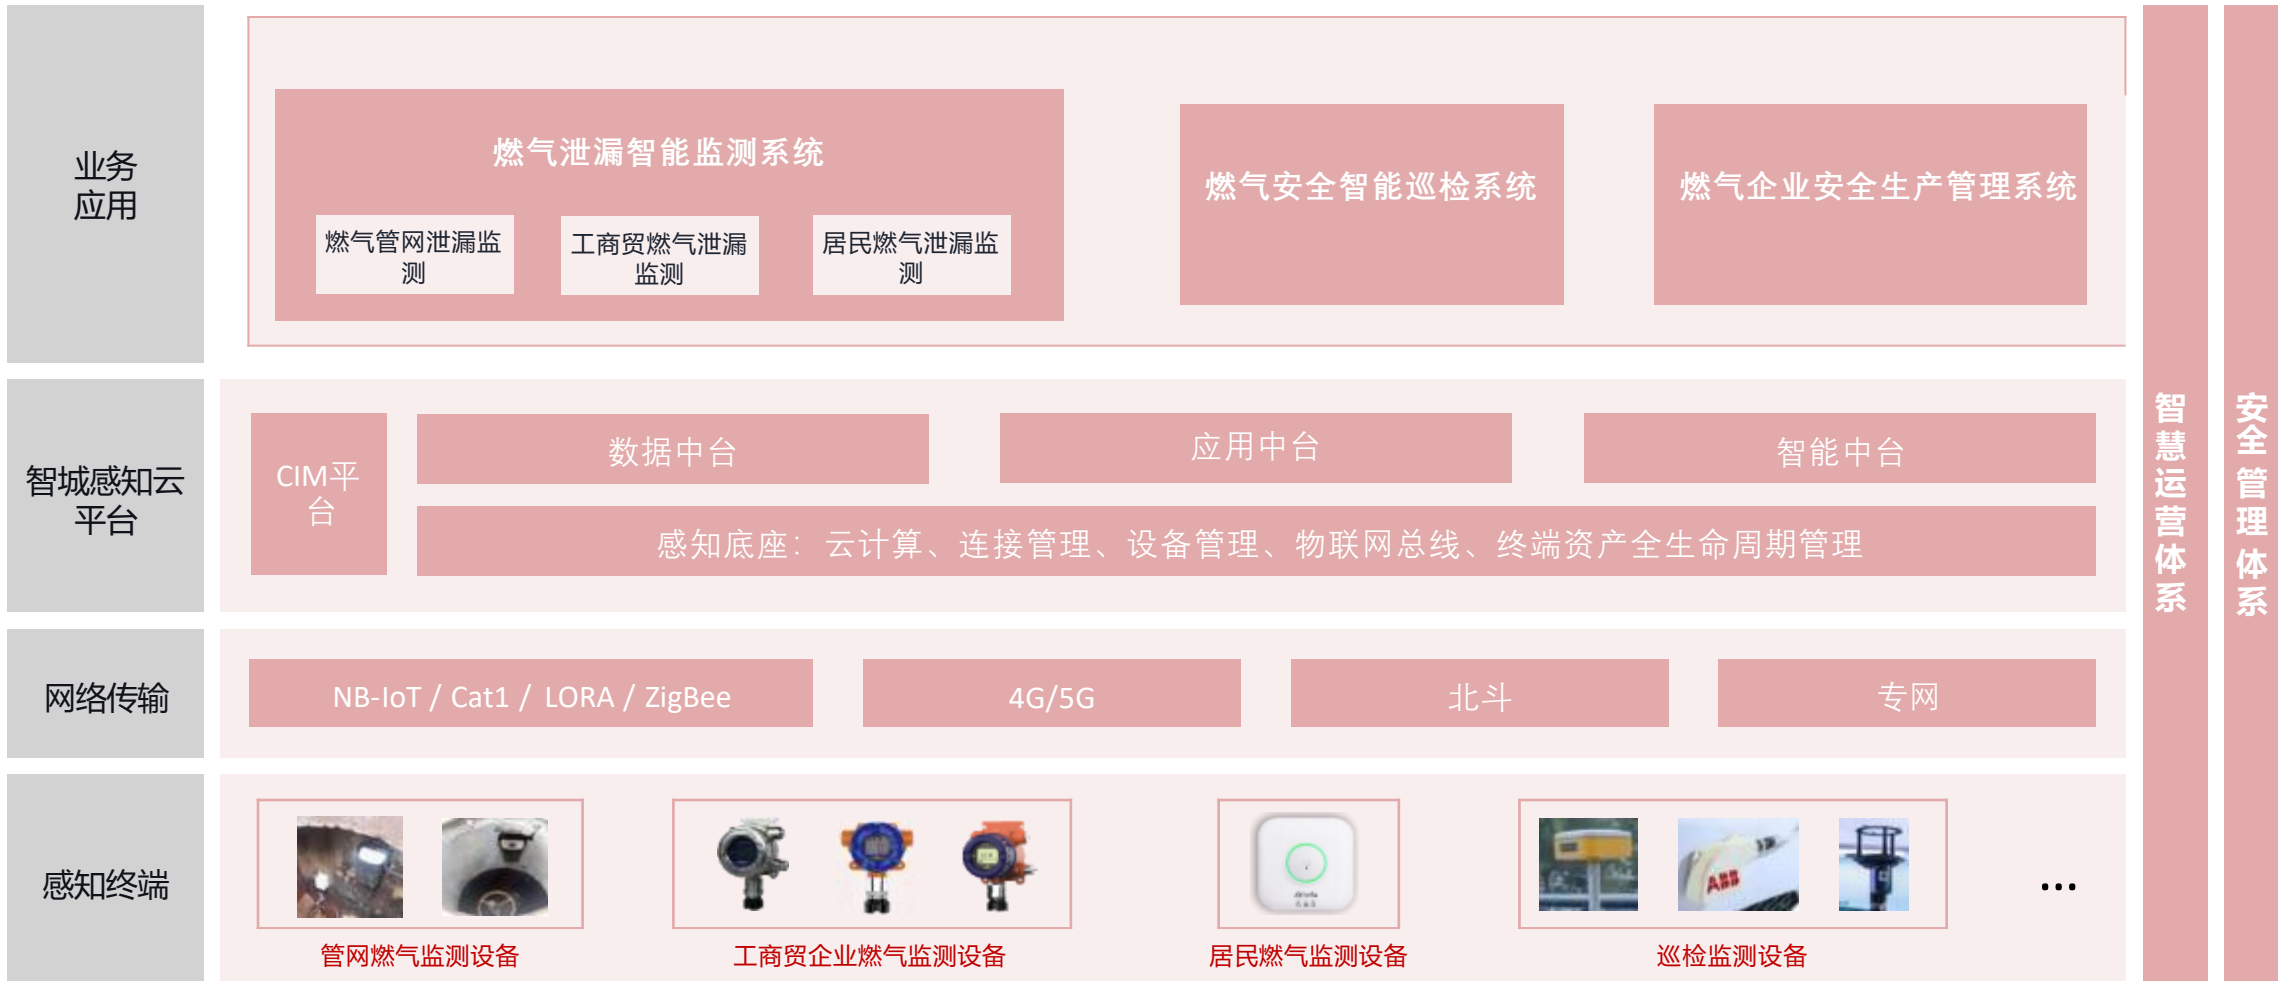 业务
应用
燃气泄漏智能监测系统
燃气管网泄漏监
测
工商贸燃气泄漏
监测
居民燃气泄漏监
测
燃气安全智能巡检系统
燃气企业安全生产管理系统
智城感知云
平台
CIM平
台
数据中台
应用中台
智能中台
感知底座：云计算、连接管理、设备管理、物联网总线、终端资产全生命周期管理
网络传输
NB-IoT / Cat1 / LORA / ZigBee
4G/5G
北斗
专网
感知终端
ABB
...
管网燃气监测设备
工商贸企业燃气监测设备
居民燃气监测设备
巡检监测设备
智慧运营体系
安全管理体系